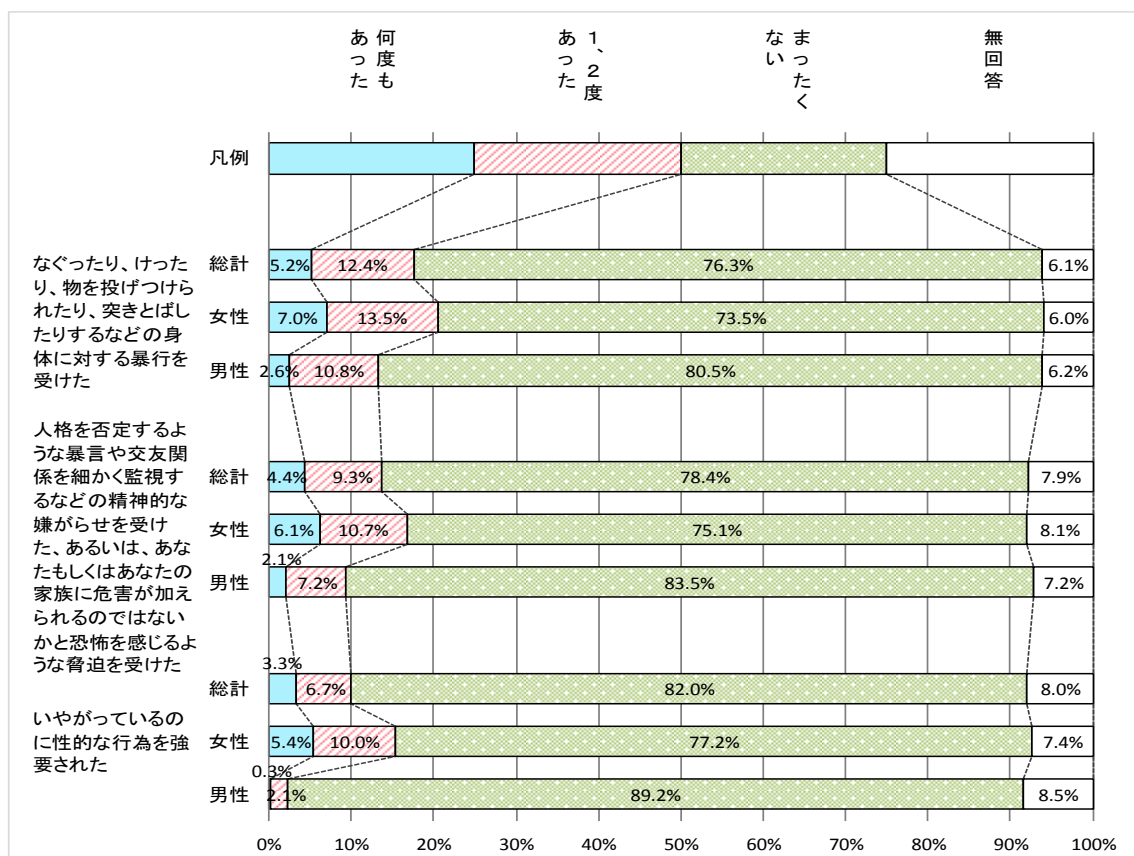 何度も
あった
1、2度
あった
まったく
ない
無回答
凡例
なぐったり、けった
り、物を投げつけら
れたり、突きとばし
たりするなどの身
体に対する暴行を
受けた
総計 5.2% 12.4% 76.3% 6.1%
女性 7.0% 13.5% 73.5% 6.0%
男性 2.6% 10.8% 80.5% 6.2%
人格を否定するよ
うな暴言や交友関
係を細かく監視す
るなどの精神的な
嫌がらせを受け
た、あるいは、あな
たもしくはあなたの
家族に危害が加え
られるのではない
かと恐怖を感じるよ
うな脅迫を受けた
総計 4.4% 9.3% 78.4% 7.9%
女性 6.1% 10.7% 75.1% 8.1%
男性 2.1% 7.2% 83.5% 7.2%
いやがっているの
に性的な行為を強
要された
総計 3.3% 6.7% 82.0% 8.0%
女性 5.4% 10.0% 77.2% 7.4%
男性 0.3% 2.1% 89.2% 8.5%
0% 10% 20% 30% 40% 50% 60% 70% 80% 90% 100%